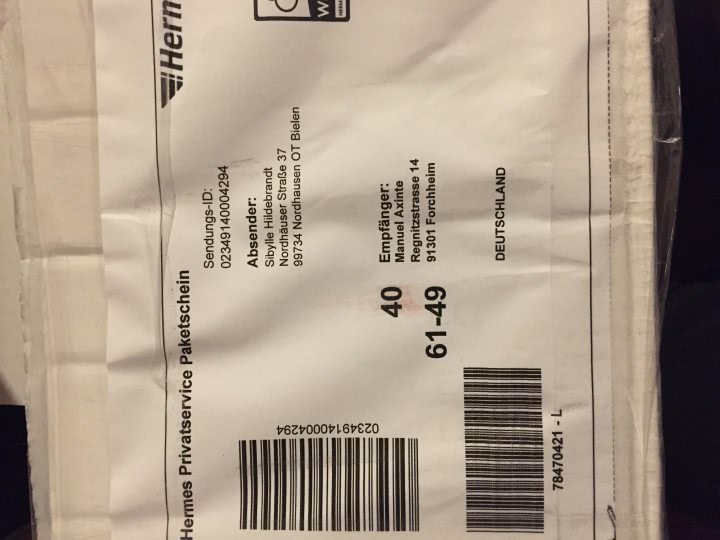 Hermes Privatservice Paketschein
Sendungs-ID:
02349140004294
Absender:
Sibylle Hildebrandt
Nordhäuser Straße 37
99734 Nordhausen OT Bielen
40
61-49
Empfänger:
Manuel Axinte
Regnitzstrasse 14
91301 Forchheim
DEUTSCHLAND
02349140004294
78470421 - L